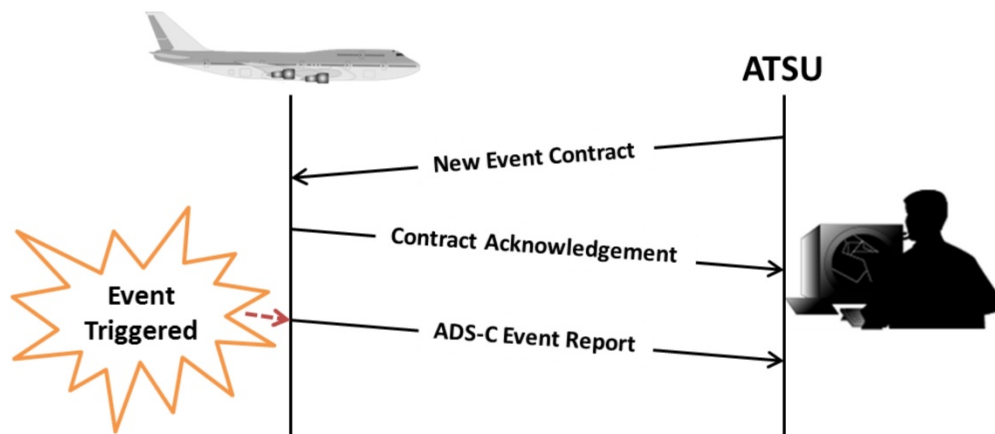 ATSU
New Event Contract
Contract Acknowledgement
Event
Triggered
ADS-C Event Report